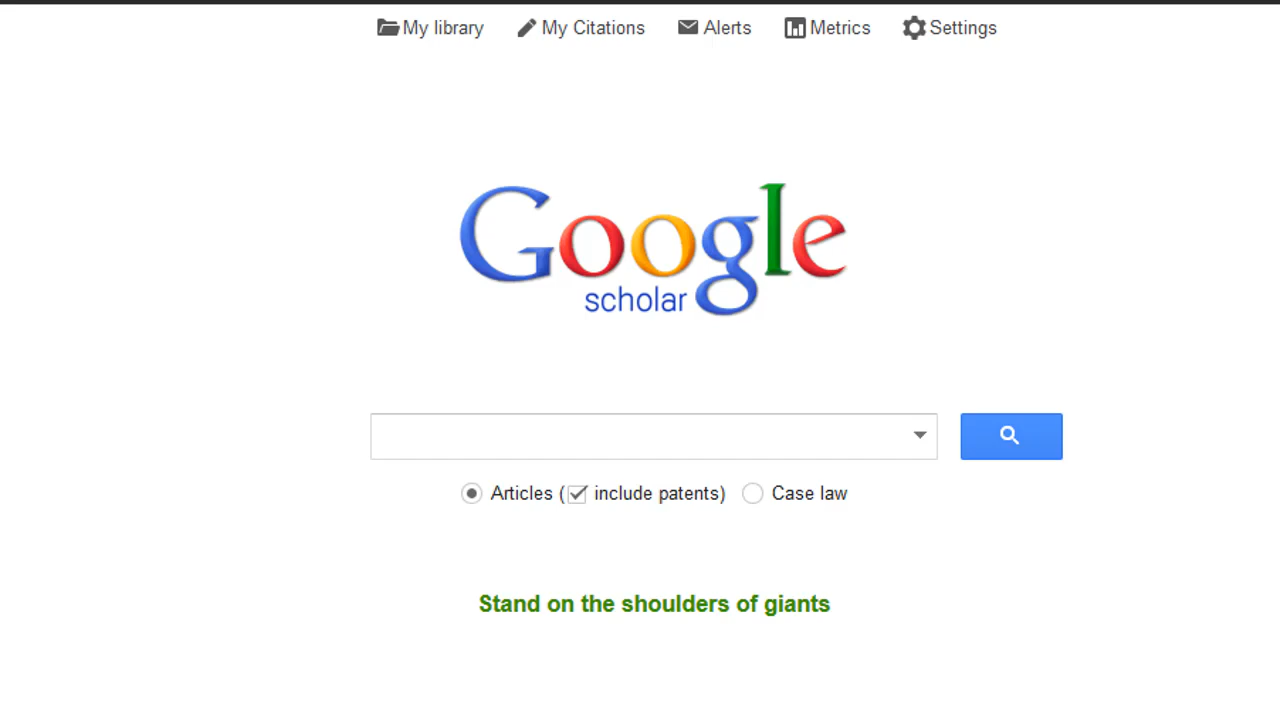 My library My Citations Alerts Metrics Settings
Google
scholar
Articles (include patents) Case law
Stand on the shoulders of giants